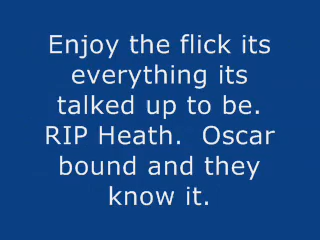 Enjoy the flick its
everything its
talked up to be.
RIP Heath.  Oscar
bound and they
know it.